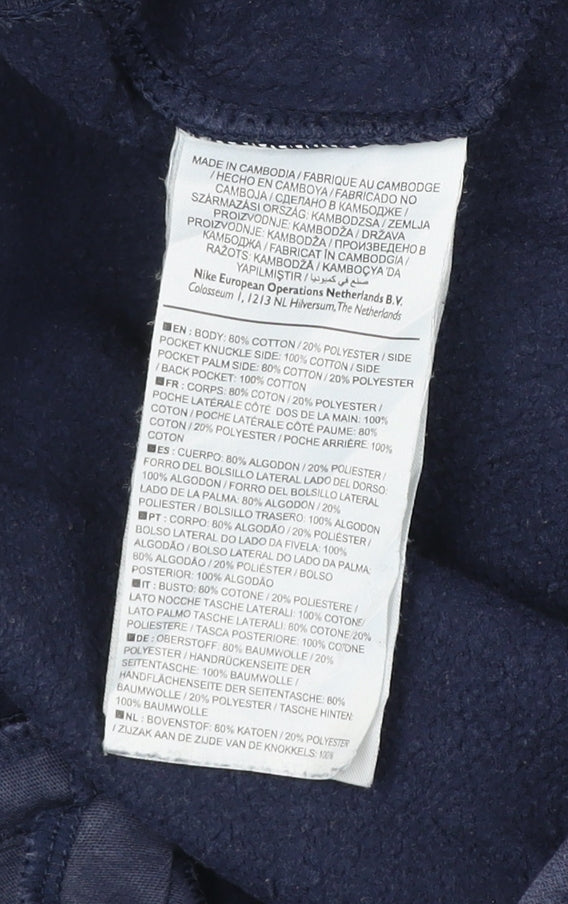 MADE IN CAMBODIA / FABRIQUE AU CAMBODGE
/ HECHO EN CAMBOYA / FABRICADO NO
CAMBOJA / СДЕЛАНО В КАМБОДЖЕ /
SZÁRMAZÁSI ORSZÁG: KAMBODZSA / ZEMLJA
PROIZVODNJE: KAMBODŽA / DRŽAVA
PROIZVODNJE: KAMBODŽA / ПРОИЗВЕДЕНО В
КАМБОДЖА / FABRICAT ÎN CAMBODGIA /
RAŽOTS: KAMBODŽĀ / KAMBOÇYA'DA
YAPILMIŞTIR / صنع في كمبوديا
Nike European Operations Netherlands B.V.
Colosseum 1, 1213 NL Hilversum, The Netherlands
EN : BODY: 80% COTTON / 20% POLYESTER / SIDE
POCKET KNUCKLE SIDE: 100% COTTON / SIDE
POCKET PALM SIDE: 80% COTTON / 20% POLYESTER
/ BACK POCKET: 100% COTTON
FR : CORPS: 80% COTON / 20% POLYESTER /
POCHE LATÉRALE CÔTÉ DOS DE LA MAIN: 100%
COTON / POCHE LATÉRALE CÔTÉ PAUME: 80%
COTON / 20% POLYESTER / POCHE ARRIÈRE: 100%
COTON
ES : CUERPO: 80% ALGODON / 20% POLIESTER /
FORRO DEL BOLSILLO LATERAL LADO DEL DORSO:
100% ALGODON / FORRO DEL BOLSILLO LATERAL
LADO DE LA PALMA: 80% ALGODON / 20%
POLIESTER / BOLSILLO TRASERO: 100% ALGODON
PT : CORPO: 80% ALGODÃO / 20% POLIÉSTER /
BOLSO LATERAL DO LADO DA FIVELA: 100%
ALGODÃO / BOLSO LATERAL DO LADO DA PALMA:
80% ALGODÃO / 20% POLIÉSTER / BOLSO
POSTERIOR: 100% ALGODÃO
IT : BUSTO: 80% COTONE / 20% POLIESTERE /
LATO NOCCHE TASCHE LATERALI: 100% COTONE/
LATO PALMO TASCHE LATERALI: 80% COTONE/20%
POLIESTERE / TASCA POSTERIORE: 100% COTONE
DE : OBERSTOFF: 80% BAUMWOLLE / 20%
POLYESTER / HANDRÜCKENSEITE DER
SEITENTASCHE: 100% BAUMWOLLE /
HANDFLÄCHENSEITE DER SEITENTASCHE: 80%
BAUMWOLLE / 20% POLYESTER / TASCHE HINTEN:
100% BAUMWOLLE
NL : BOVENSTOF: 80% KATOEN / 20% POLYESTER
/ ZIJZAK AAN DE ZIJDE VAN DE KNOKKELS: 100%